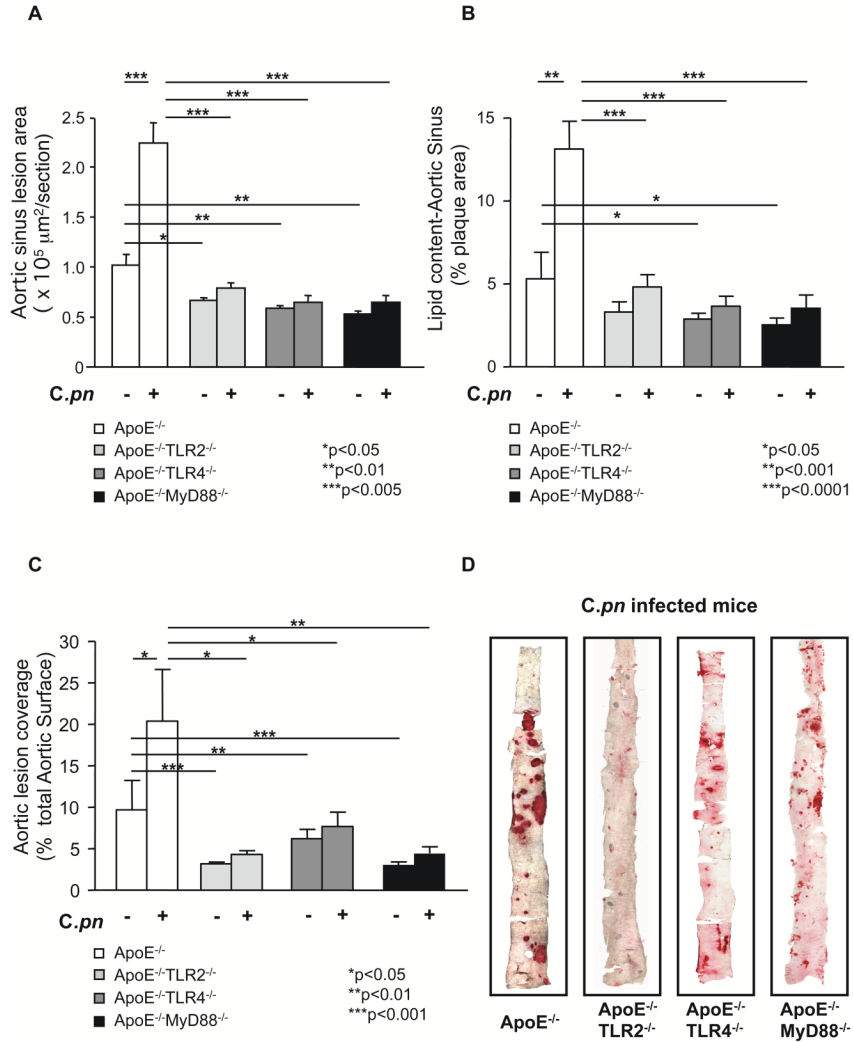 A
***
***
***
***
**
**
*
Aortic sinus lesion area
( x 10⁵ μm²/section)
2.5
2.0
1.5
1.0
0.5
0
C.pn - + - + - + - +
ApoE⁻/⁻
ApoE⁻/⁻TLR2⁻/⁻
ApoE⁻/⁻TLR4⁻/⁻
ApoE⁻/⁻MyD88⁻/⁻
*p<0.05
**p<0.01
***p<0.005
B
**
***
***
***
*
*
Lipid content-Aortic Sinus
(% plaque area)
15
10
5
0
- + - + - + - +
ApoE⁻/⁻
ApoE⁻/⁻TLR2⁻/⁻
ApoE⁻/⁻TLR4⁻/⁻
ApoE⁻/⁻MyD88⁻/⁻
*p<0.05
**p<0.001
***p<0.0001
C
**
*
*
*
***
**
***
Aortic lesion coverage
(% total Aortic Surface)
30
25
20
15
10
5
0
C.pn - + - + - + - +
ApoE⁻/⁻
ApoE⁻/⁻TLR2⁻/⁻
ApoE⁻/⁻TLR4⁻/⁻
ApoE⁻/⁻MyD88⁻/⁻
*p<0.05
**p<0.01
***p<0.001
D
C.pn infected mice
ApoE⁻/⁻
ApoE⁻/⁻
TLR2⁻/⁻
ApoE⁻/⁻
TLR4⁻/⁻
ApoE⁻/⁻
MyD88⁻/⁻